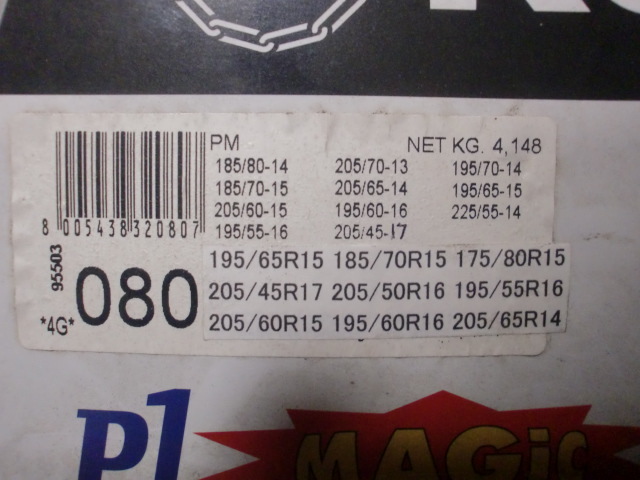 PM NET KG. 4,148
185/80-14 205/70-13 195/70-14
185/70-15 205/65-14 195/65-15
205/60-15 195/60-16 225/55-14
195/55-16 205/45-17
8 005438 320807
95503
*4G*
080
195/65R15 185/70R15 175/80R15
205/45R17 205/50R16 195/55R16
205/60R15 195/60R16 205/65R14
P1
MAGiC